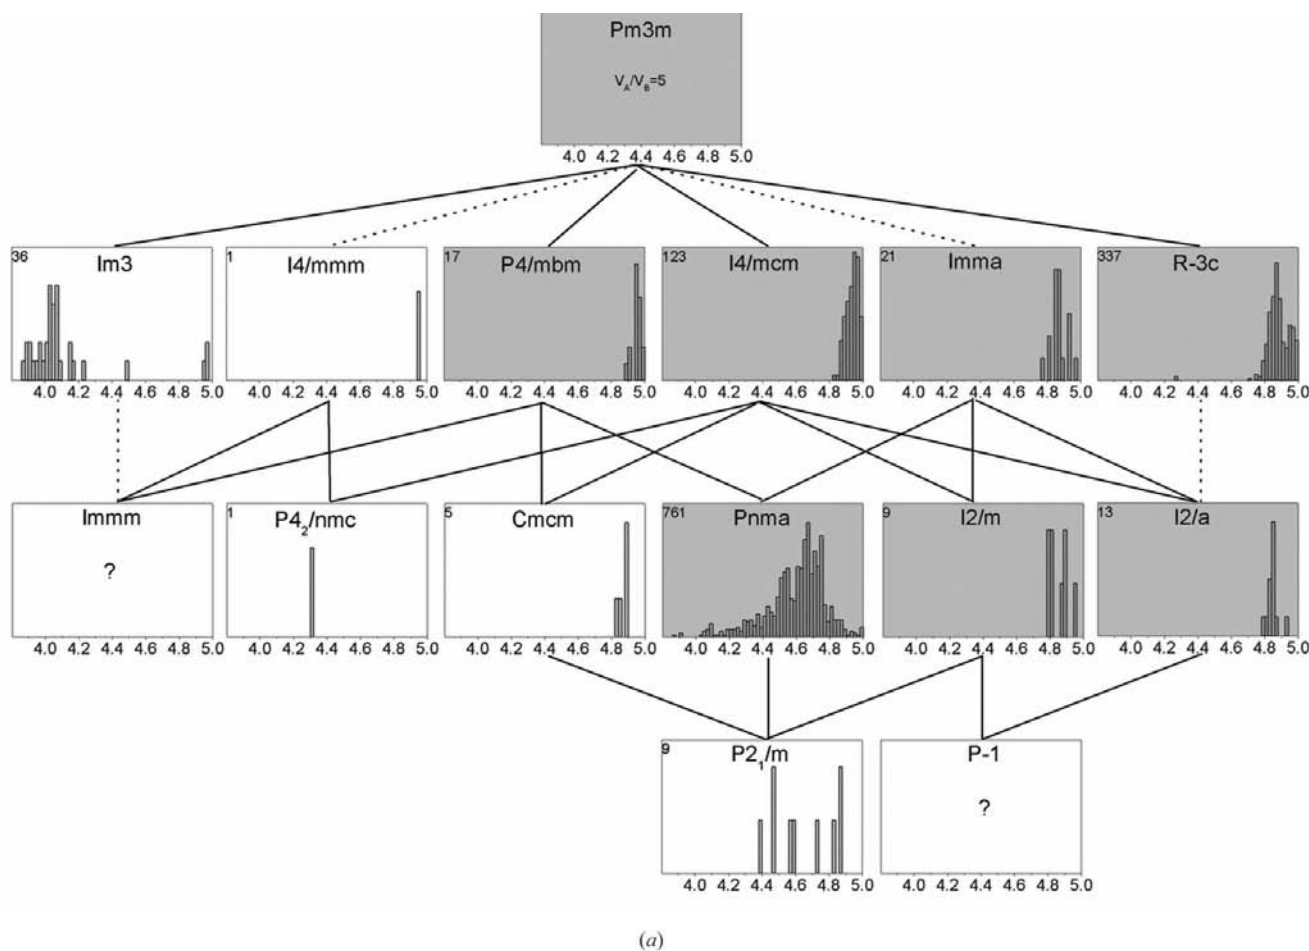 Pm3m
V_A/V_B=5
4.0 4.2 4.4 4.6 4.8 5.0
36 Im3
1 I4/mmm
17 P4/mbm
123 I4/mcm
21 Imma
337 R-3c
4.0 4.2 4.4 4.6 4.8 5.0
4.0 4.2 4.4 4.6 4.8 5.0
4.0 4.2 4.4 4.6 4.8 5.0
4.0 4.2 4.4 4.6 4.8 5.0
4.0 4.2 4.4 4.6 4.8 5.0
4.0 4.2 4.4 4.6 4.8 5.0
Immm
?
1 P4_2/nmc
5 Cmcm
761 Pnma
9 I2/m
13 I2/a
4.0 4.2 4.4 4.6 4.8 5.0
4.0 4.2 4.4 4.6 4.8 5.0
4.0 4.2 4.4 4.6 4.8 5.0
4.0 4.2 4.4 4.6 4.8 5.0
4.0 4.2 4.4 4.6 4.8 5.0
4.0 4.2 4.4 4.6 4.8 5.0
9 P2_1/m
P-1
?
4.0 4.2 4.4 4.6 4.8 5.0
4.0 4.2 4.4 4.6 4.8 5.0
(a)